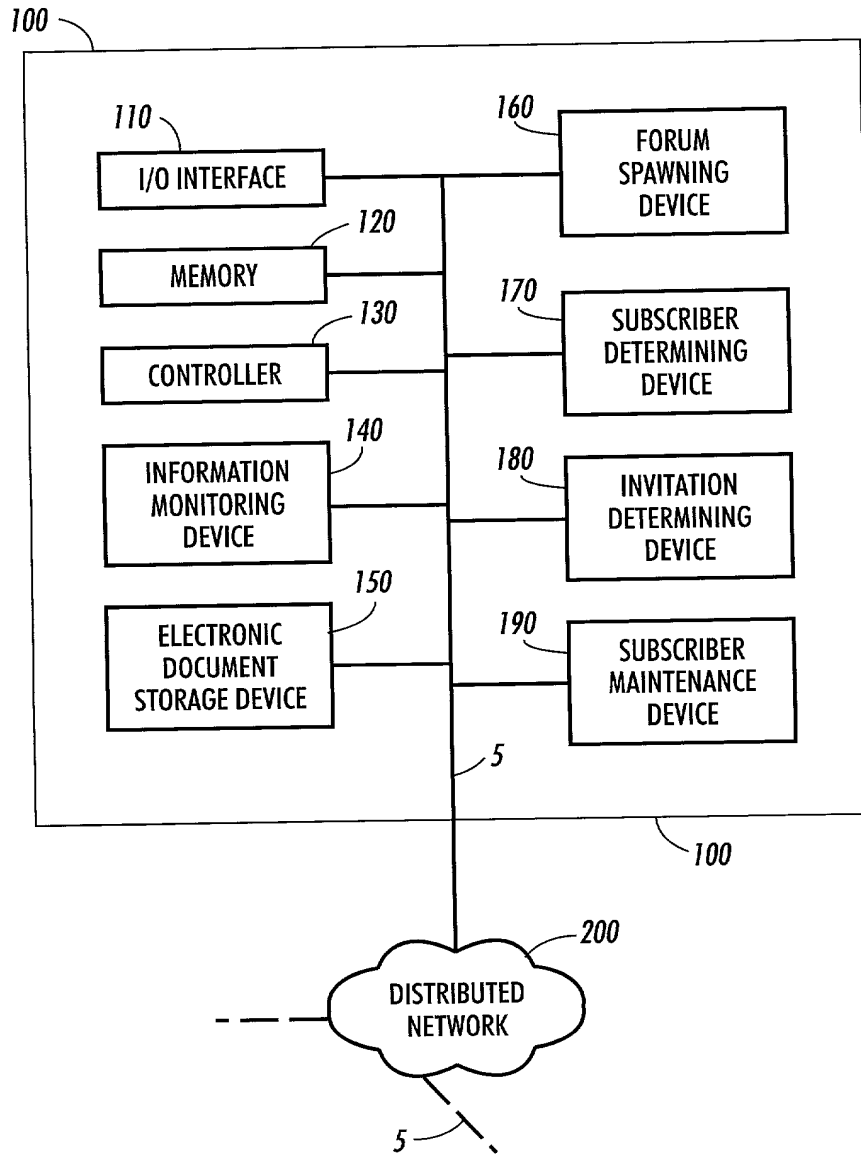 100
110
I/O INTERFACE
120
MEMORY
130
CONTROLLER
140
INFORMATION
MONITORING
DEVICE
150
ELECTRONIC
DOCUMENT
STORAGE DEVICE
160
FORUM
SPAWNING
DEVICE
170
SUBSCRIBER
DETERMINING
DEVICE
180
INVITATION
DETERMINING
DEVICE
190
SUBSCRIBER
MAINTENANCE
DEVICE
5
100
200
DISTRIBUTED
NETWORK
5